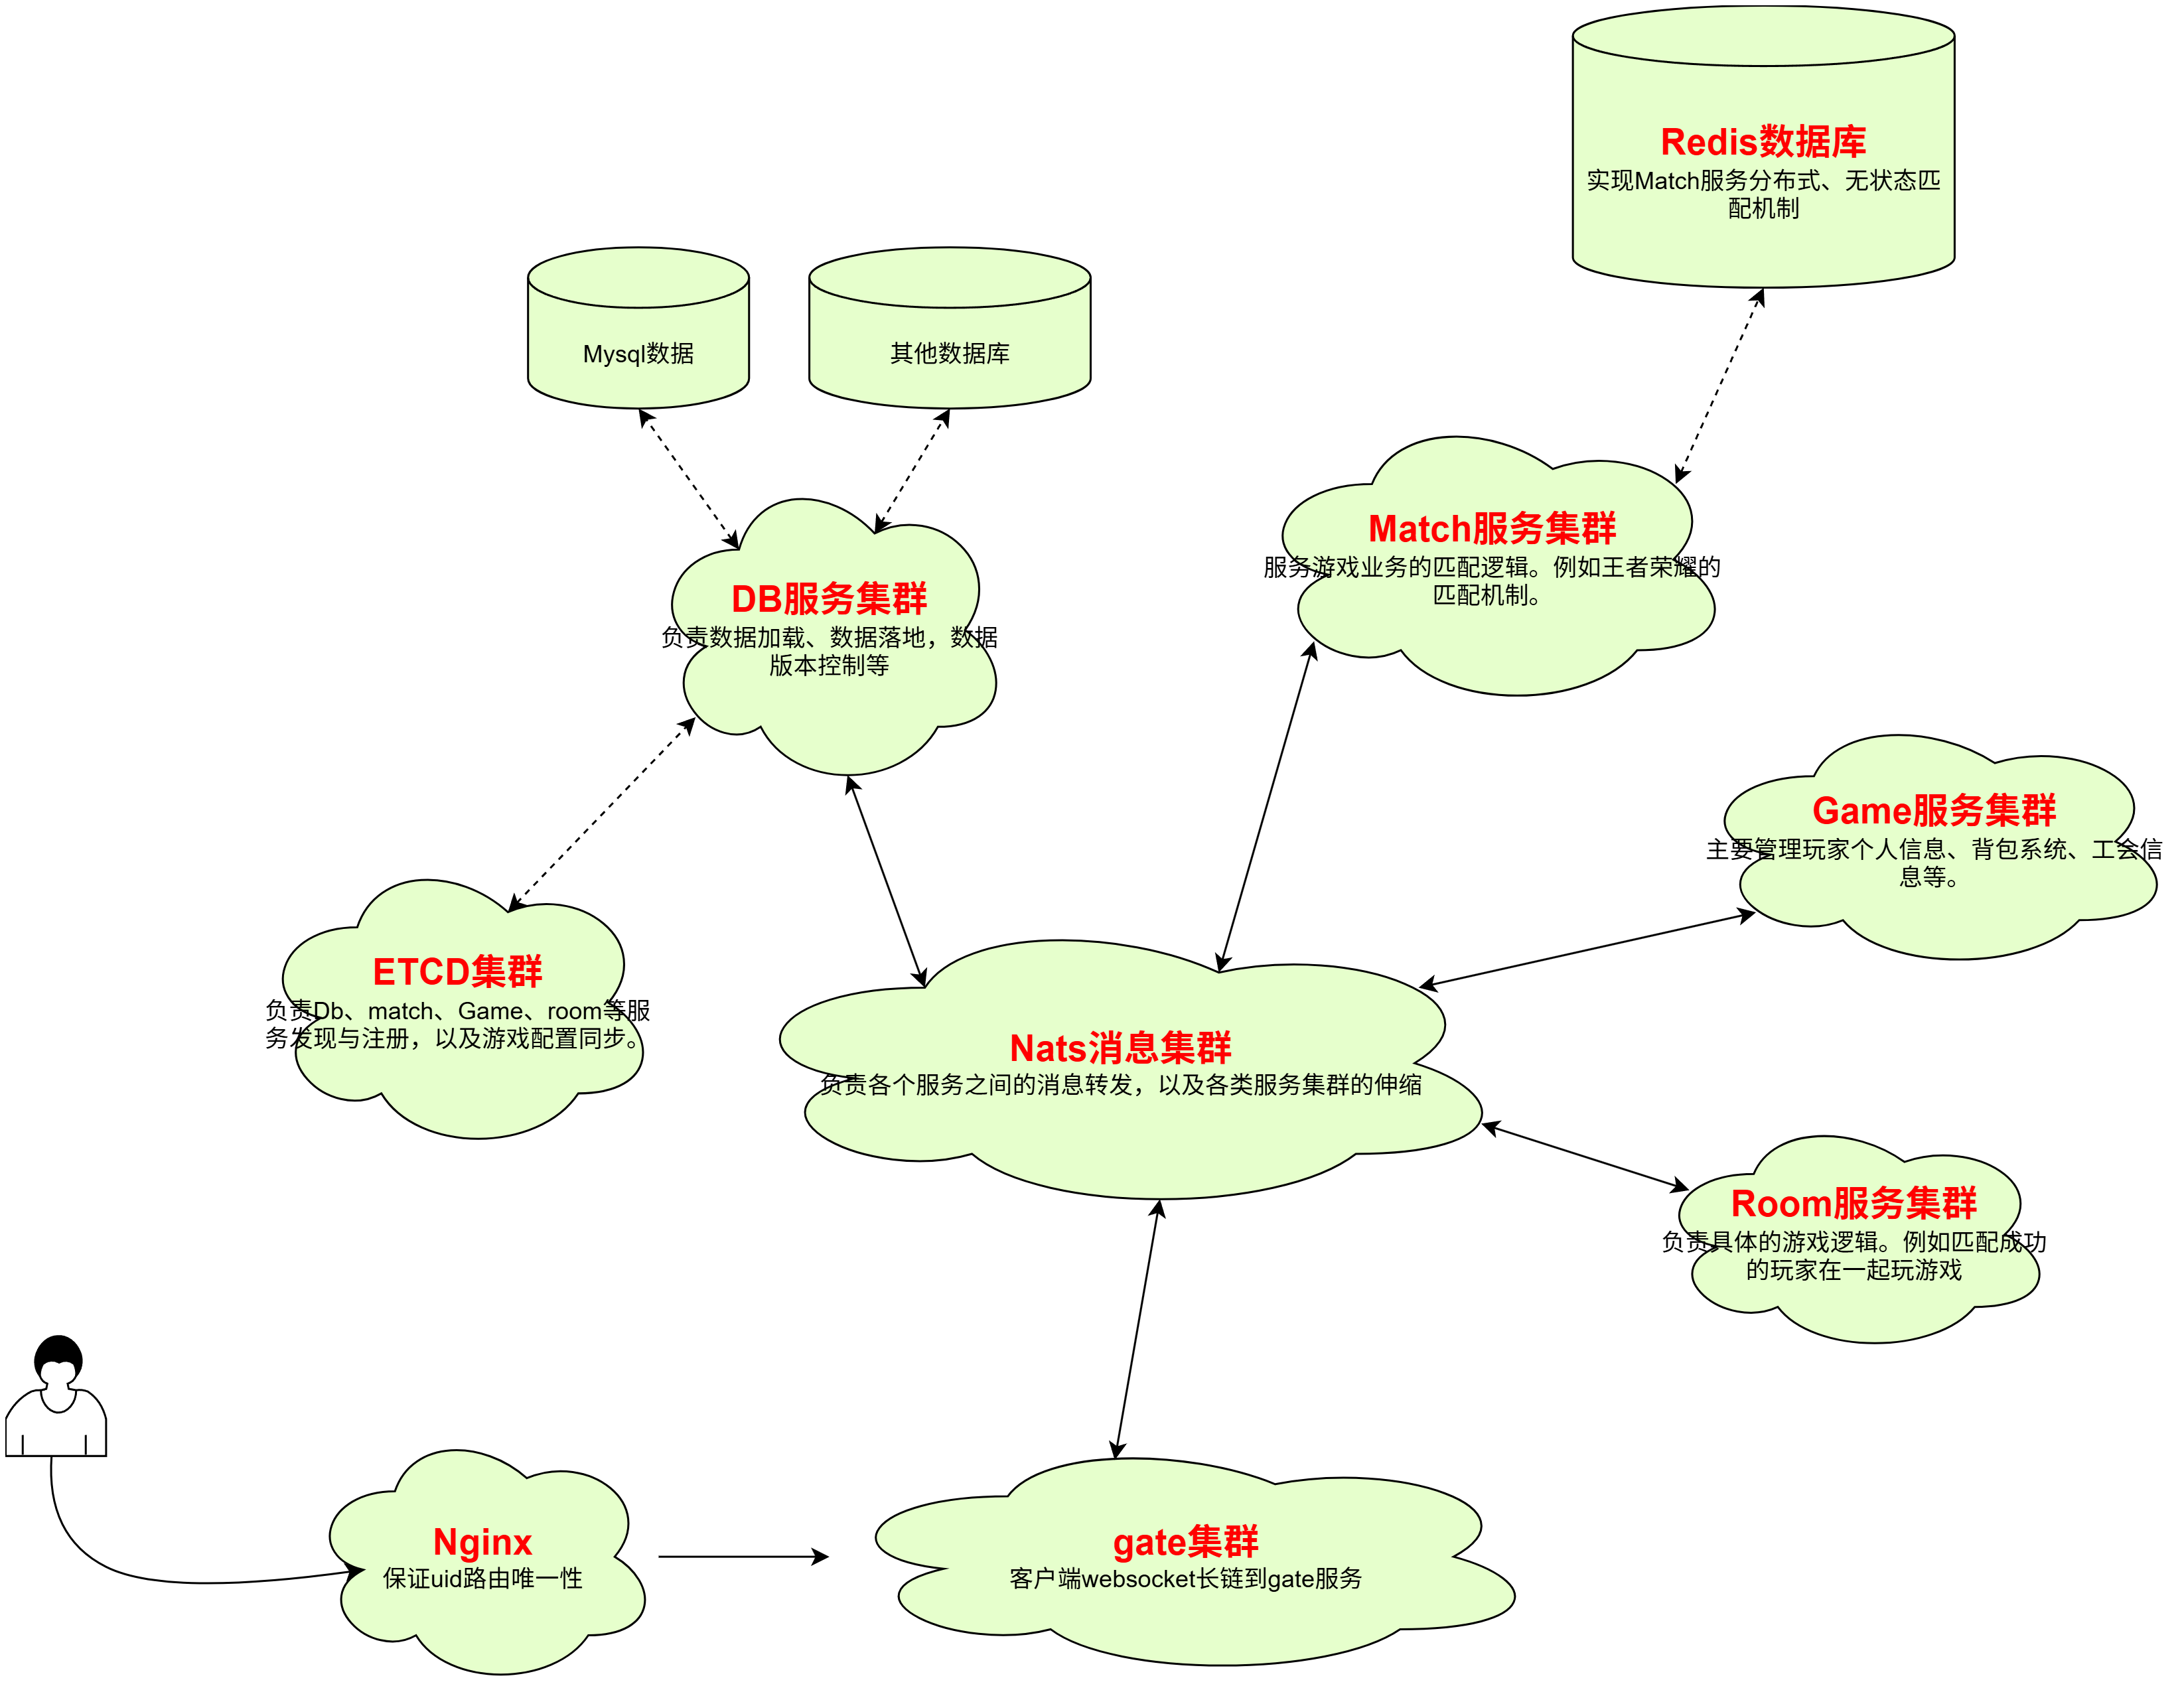 Redis数据库
实现Match服务分布式、无状态匹
配机制
Mysql数据
其他数据库
Match服务集群
服务游戏业务的匹配逻辑。例如王者荣耀的
匹配机制。
DB服务集群
负责数据加载、数据落地，数据
版本控制等
Game服务集群
主要管理玩家个人信息、背包系统、工会信
息等。
ETCD集群
负责Db、match、Game、room等服
务发现与注册，以及游戏配置同步。
Nats消息集群
负责各个服务之间的消息转发，以及各类服务集群的伸缩
Room服务集群
负责具体的游戏逻辑。例如匹配成功
的玩家在一起玩游戏
Nginx
保证uid路由唯一性
gate集群
客户端websocket长链到gate服务